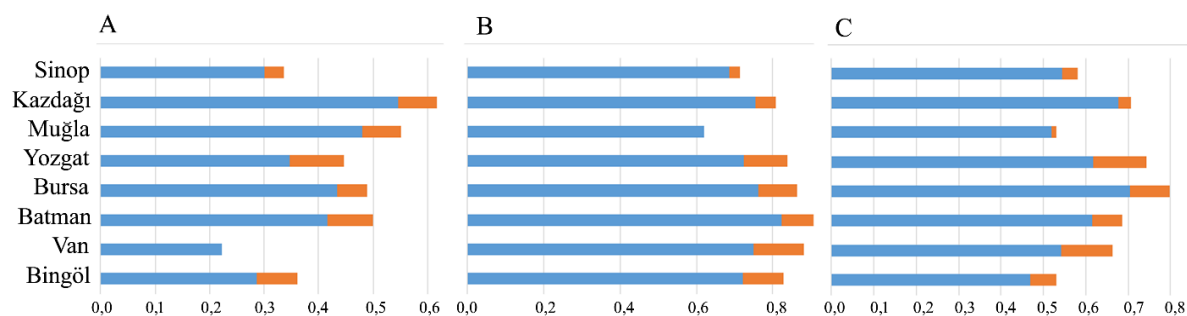 A B C
Sinop
Kazdağı
Muğla
Yozgat
Bursa
Batman
Van
Bingöl
0,0 0,1 0,2 0,3 0,4 0,5 0,6 0,0 0,2 0,4 0,6 0,8 0,0 0,1 0,2 0,3 0,4 0,5 0,6 0,7 0,8